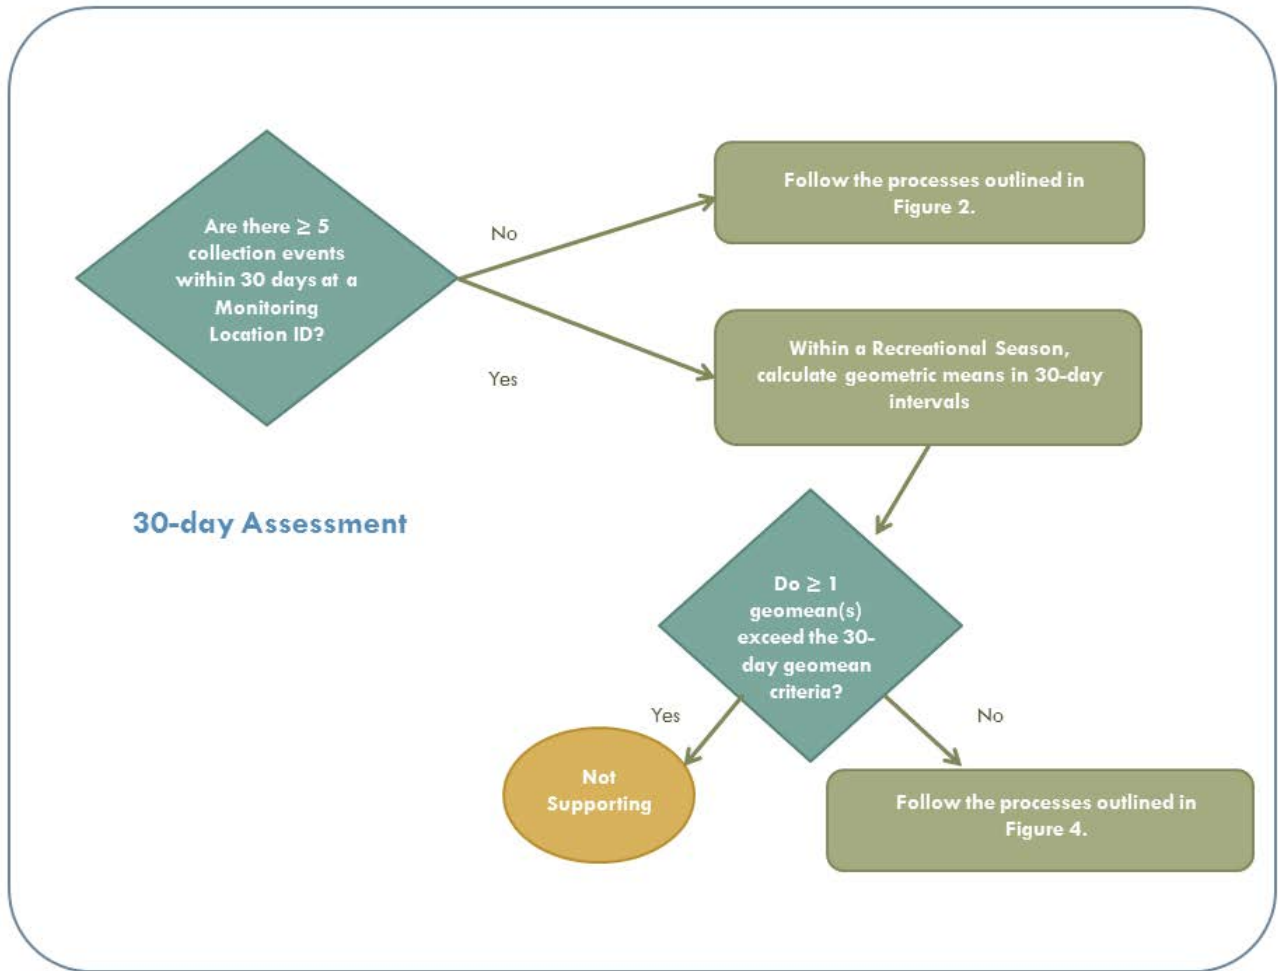 Are there ≥ 5
collection events
within 30 days at a
Monitoring
Location ID?
No
Follow the processes outlined in
Figure 2.
Yes
Within a Recreational Season,
calculate geometric means in 30-day
intervals
30-day Assessment
Do ≥ 1
geomean(s)
exceed the 30-
day geomean
criteria?
Yes
Not
Supporting
No
Follow the processes outlined in
Figure 4.